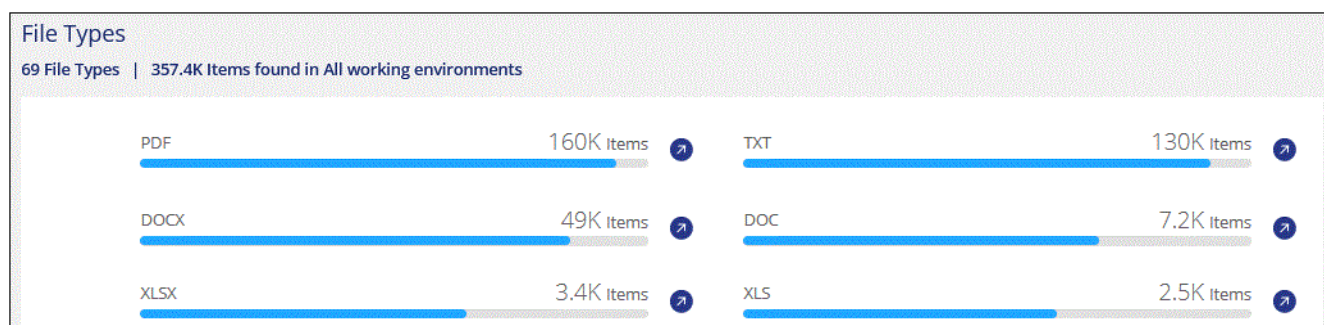 File Types
69 File Types | 357.4K Items found in All working environments
PDF 160K Items
TXT 130K Items
DOCX 49K Items
DOC 7.2K Items
XLSX 3.4K Items
XLS 2.5K Items